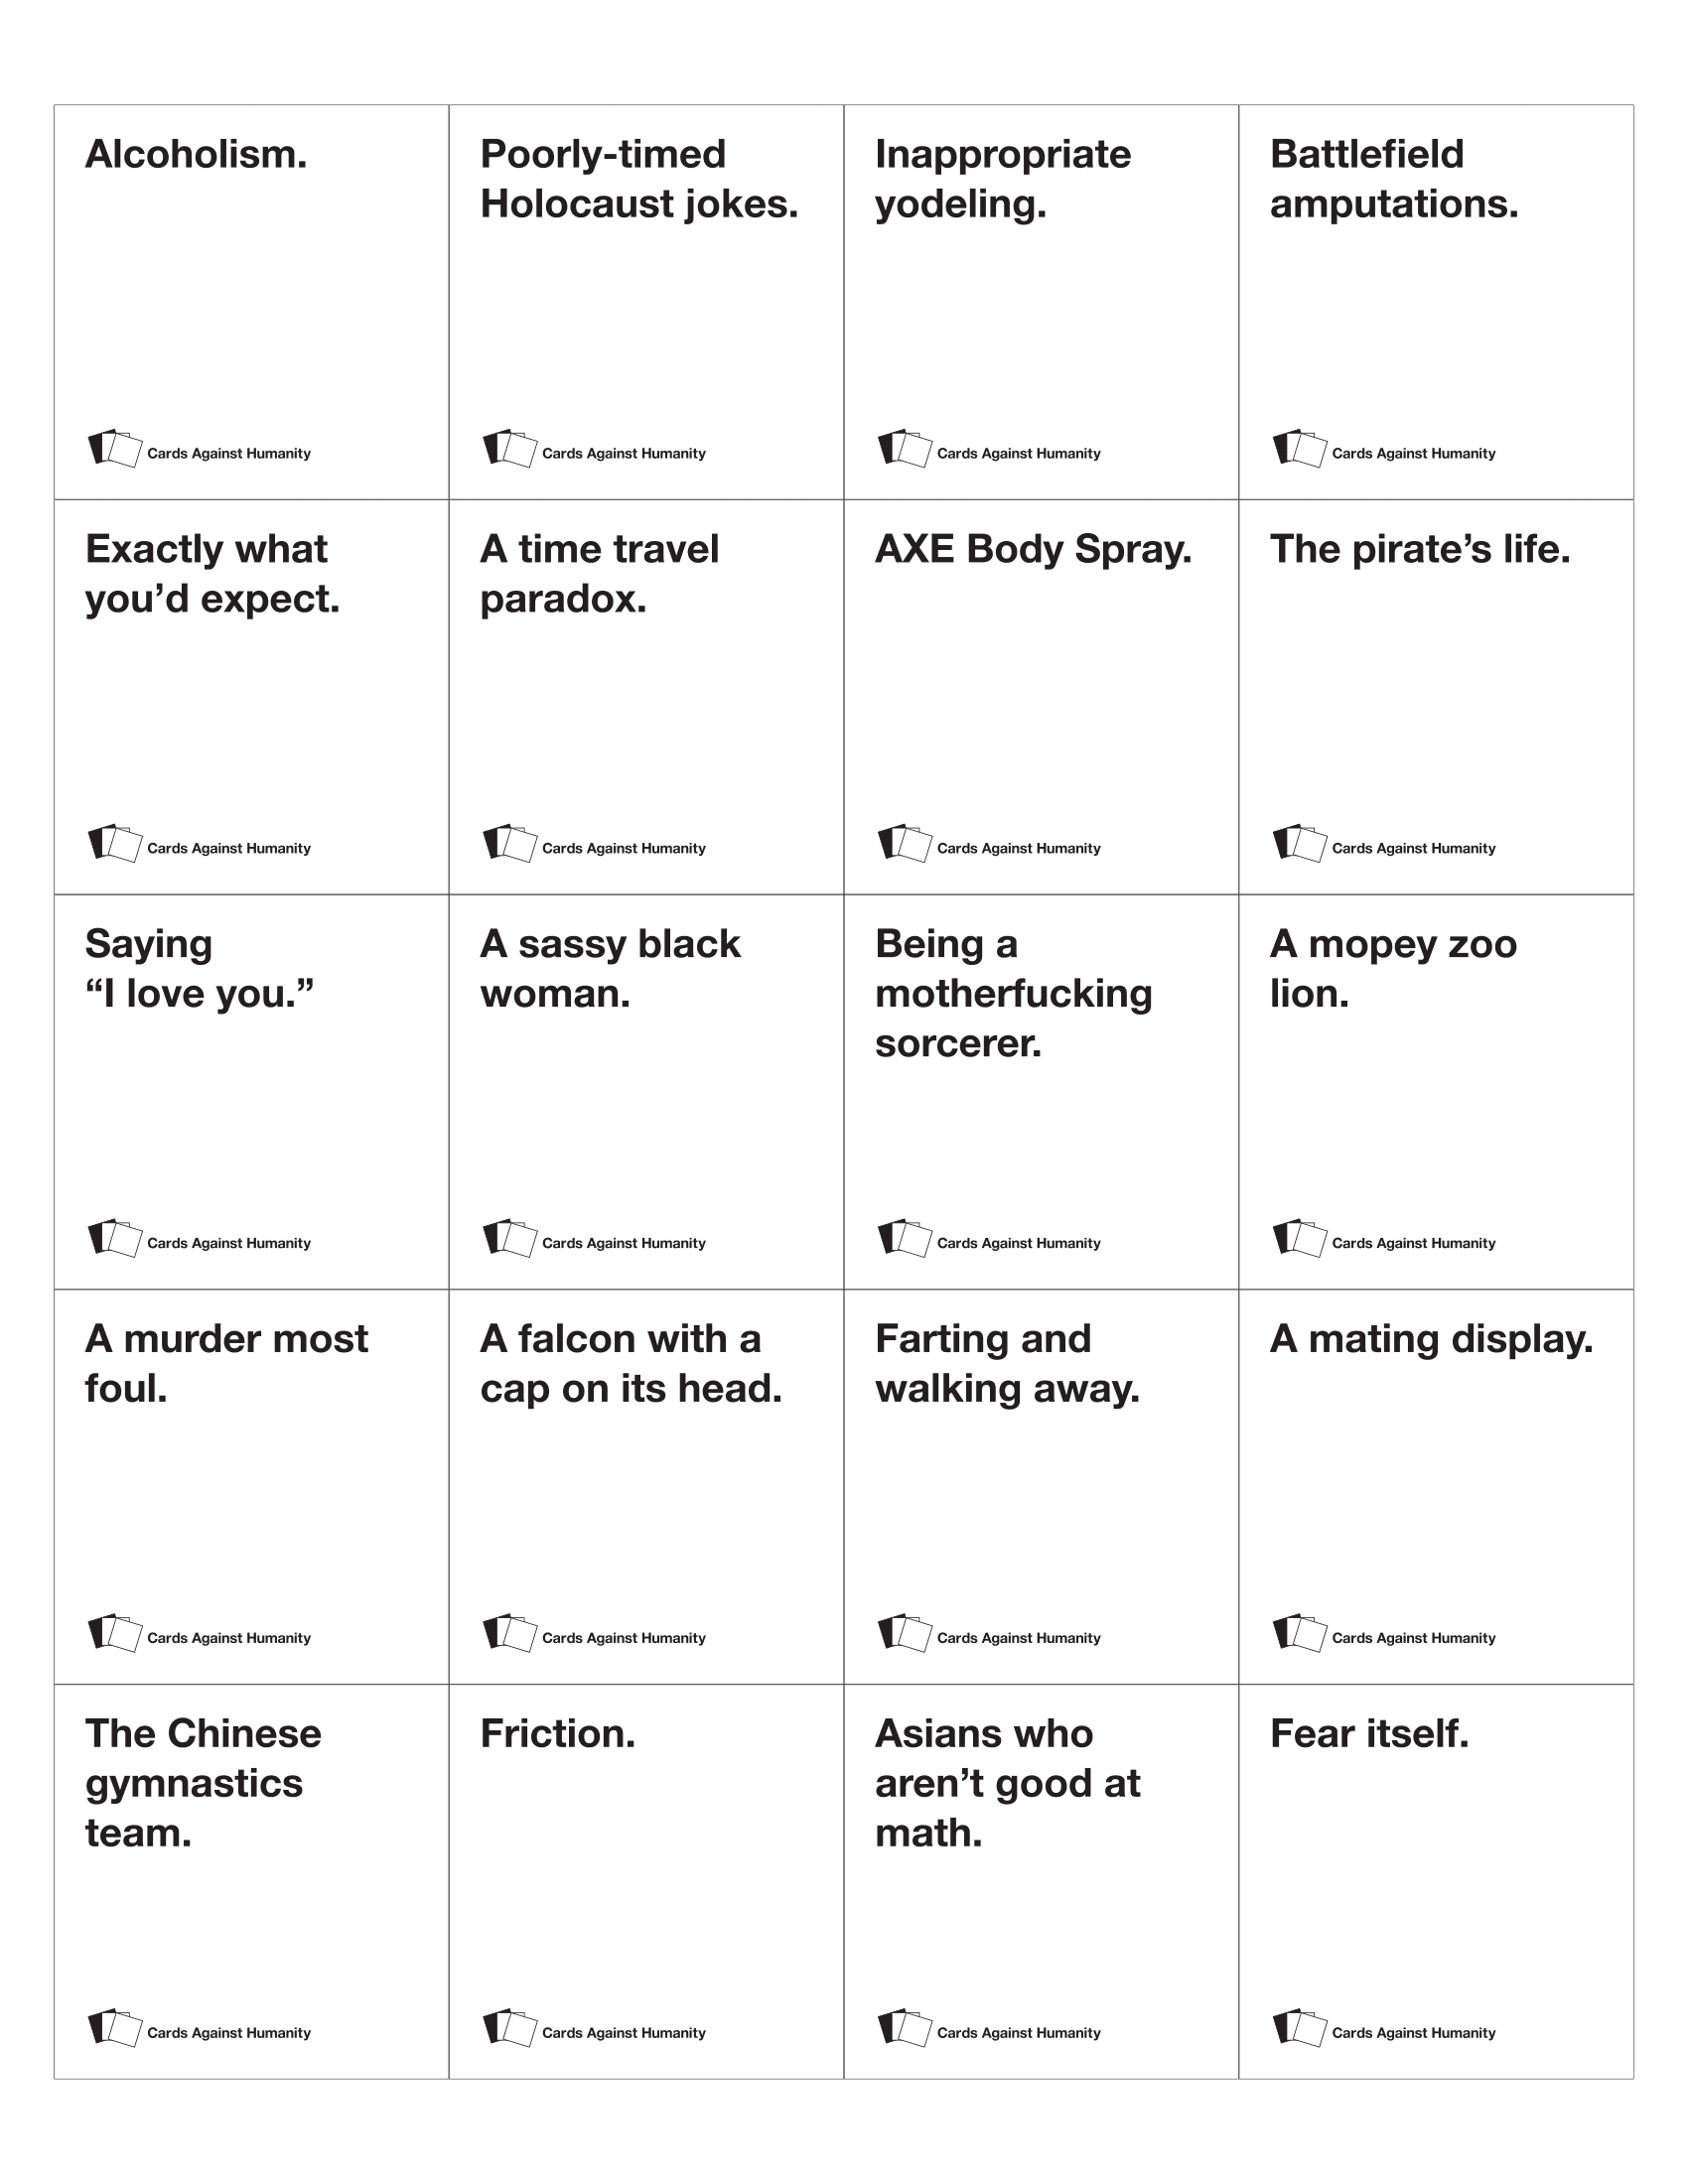 Alcoholism.
Cards Against Humanity
Poorly-timed
Holocaust jokes.
Cards Against Humanity
Inappropriate
yodeling.
Cards Against Humanity
Battlefield
amputations.
Cards Against Humanity
Exactly what
you’d expect.
Cards Against Humanity
A time travel
paradox.
Cards Against Humanity
AXE Body Spray.
Cards Against Humanity
The pirate’s life.
Cards Against Humanity
Saying
“I love you.”
Cards Against Humanity
A sassy black
woman.
Cards Against Humanity
Being a
motherfucking
sorcerer.
Cards Against Humanity
A mopey zoo
lion.
Cards Against Humanity
A murder most
foul.
Cards Against Humanity
A falcon with a
cap on its head.
Cards Against Humanity
Farting and
walking away.
Cards Against Humanity
A mating display.
Cards Against Humanity
The Chinese
gymnastics
team.
Cards Against Humanity
Friction.
Cards Against Humanity
Asians who
aren’t good at
math.
Cards Against Humanity
Fear itself.
Cards Against Humanity